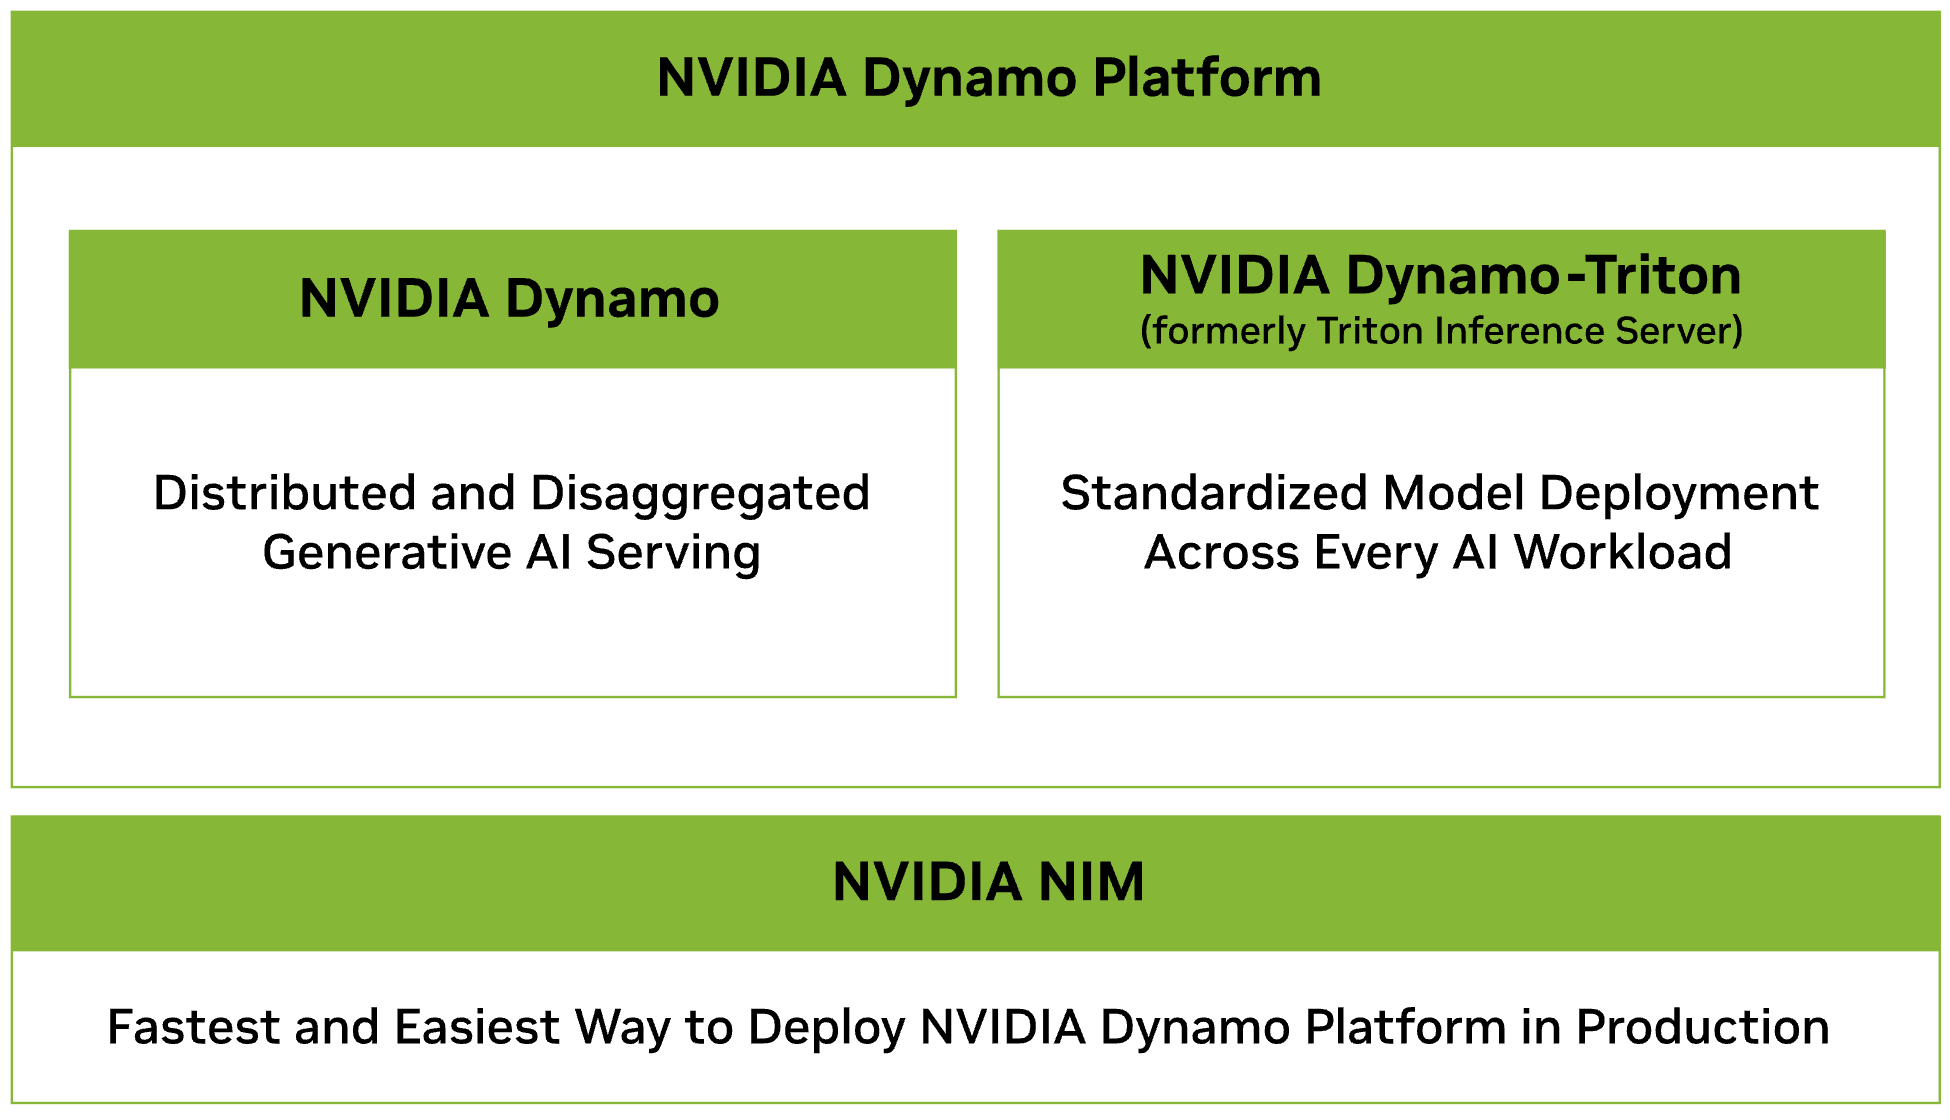 NVIDIA Dynamo Platform
NVIDIA Dynamo
Distributed and Disaggregated
Generative AI Serving
NVIDIA Dynamo-Triton
(formerly Triton Inference Server)
Standardized Model Deployment
Across Every AI Workload
NVIDIA NIM
Fastest and Easiest Way to Deploy NVIDIA Dynamo Platform in Production